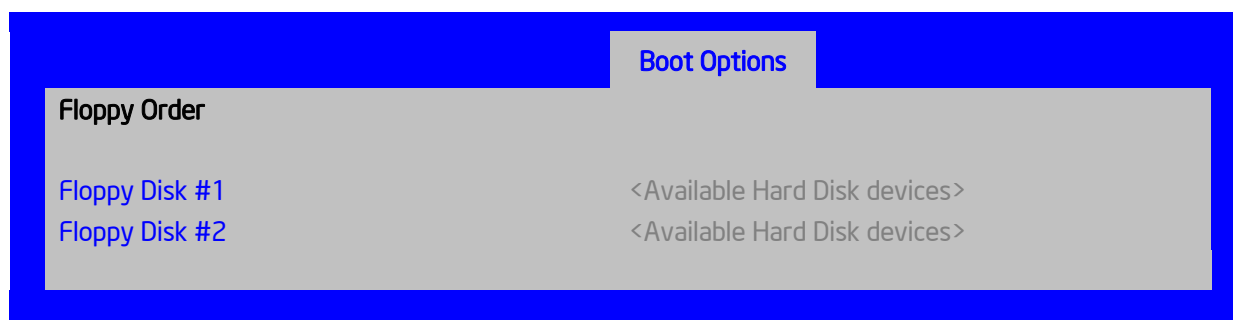 Boot Options
Floppy Order
Floppy Disk #1 <Available Hard Disk devices>
Floppy Disk #2 <Available Hard Disk devices>